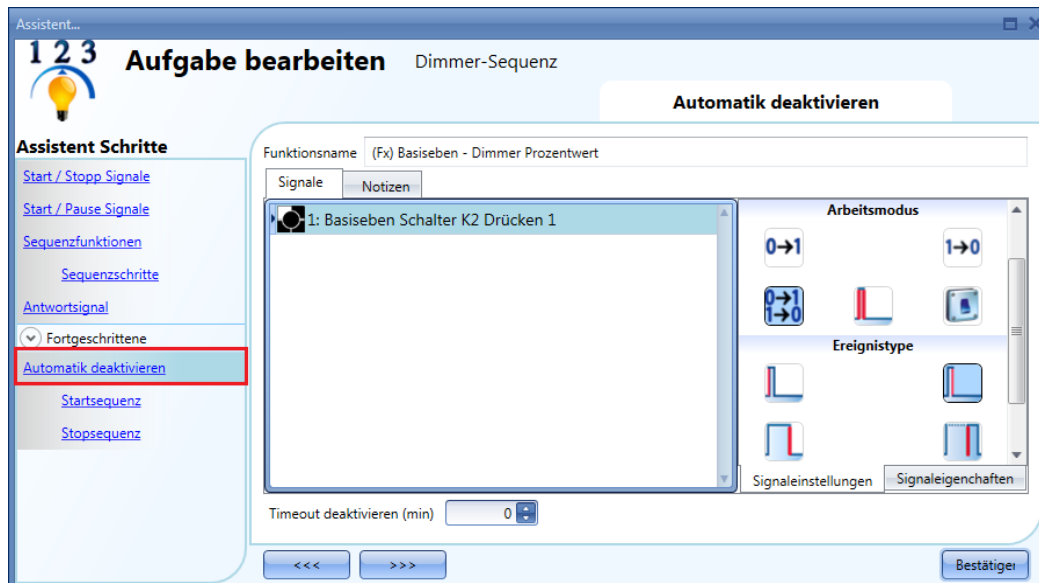 Assistent...
1 2 3
Aufgabe bearbeiten Dimmer-Sequenz
Automatik deaktivieren
Assistent Schritte
Start / Stopp Signale
Start / Pause Signale
Sequenzfunktionen
Sequenzschritte
Antwortsignal
Fortgeschrittene
Automatik deaktivieren
Startsequenz
Stopsequenz
Funktionsname (Fx) Basiseben - Dimmer Prozentwert
Signale Notizen
1: Basiseben Schalter K2 Drücken 1
Arbeitsmodus
0→1 1→0
0→1
1→0
Ereignistype
Signaleinstellungen Signaleigenchaften
Timeout deaktivieren (min) 0
<<< >>> Bestätiger